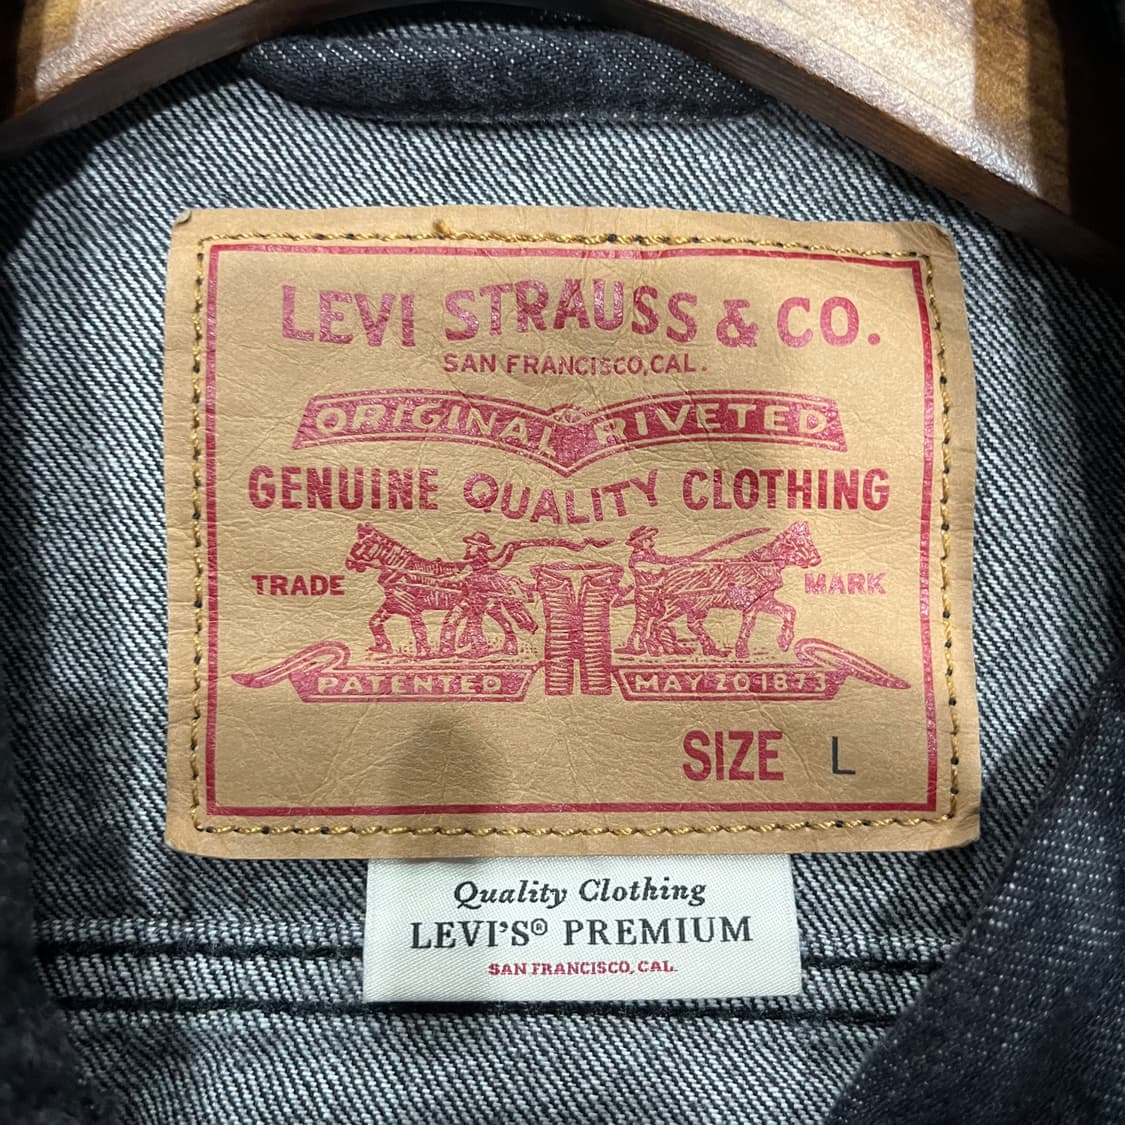 LEVI STRAUSS & CO.
SAN FRANCISCO, CAL.
ORIGINAL RIVETED
GENUINE QUALITY CLOTHING
TRADE MARK
PATENTED MAY 20 1873
SIZE L
Quality Clothing
LEVI'S® PREMIUM
SAN FRANCISCO, CAL.